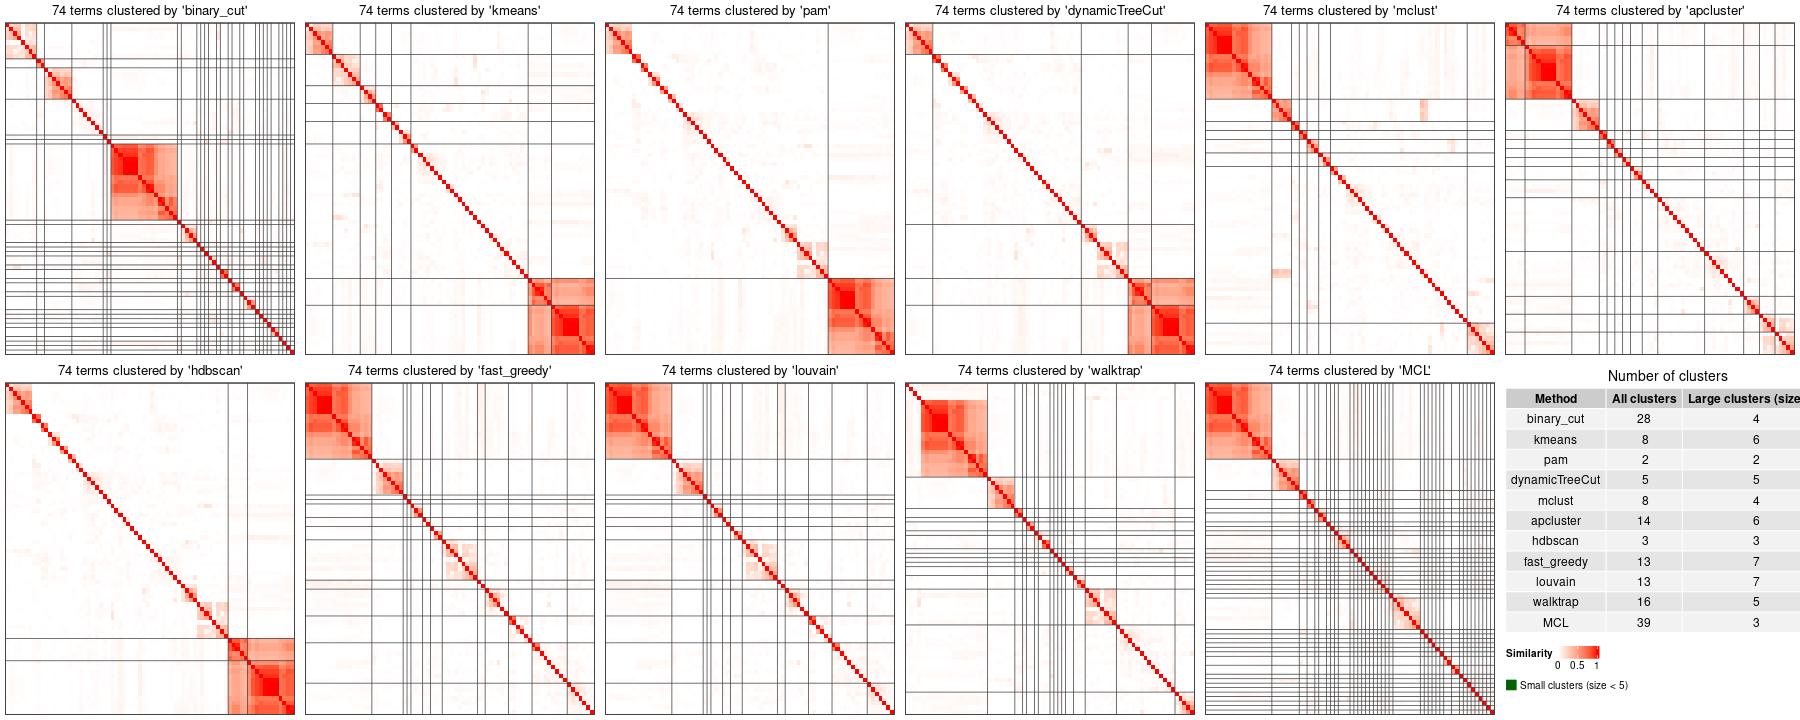 74 terms clustered by 'binary_cut'
74 terms clustered by 'kmeans'
74 terms clustered by 'pam'
74 terms clustered by 'dynamicTreeCut'
74 terms clustered by 'mclust'
74 terms clustered by 'apcluster'
74 terms clustered by 'hdbscan'
74 terms clustered by 'fast_greedy'
74 terms clustered by 'louvain'
74 terms clustered by 'walktrap'
74 terms clustered by 'MCL'
Number of clusters
Method All clusters Large clusters (size
binary_cut 28 4
kmeans 8 6
pam 2 2
dynamicTreeCut 5 5
mclust 8 4
apcluster 14 6
hdbscan 3 3
fast_greedy 13 7
louvain 13 7
walktrap 16 5
MCL 39 3
Similarity
0 0.5 1
Small clusters (size < 5)